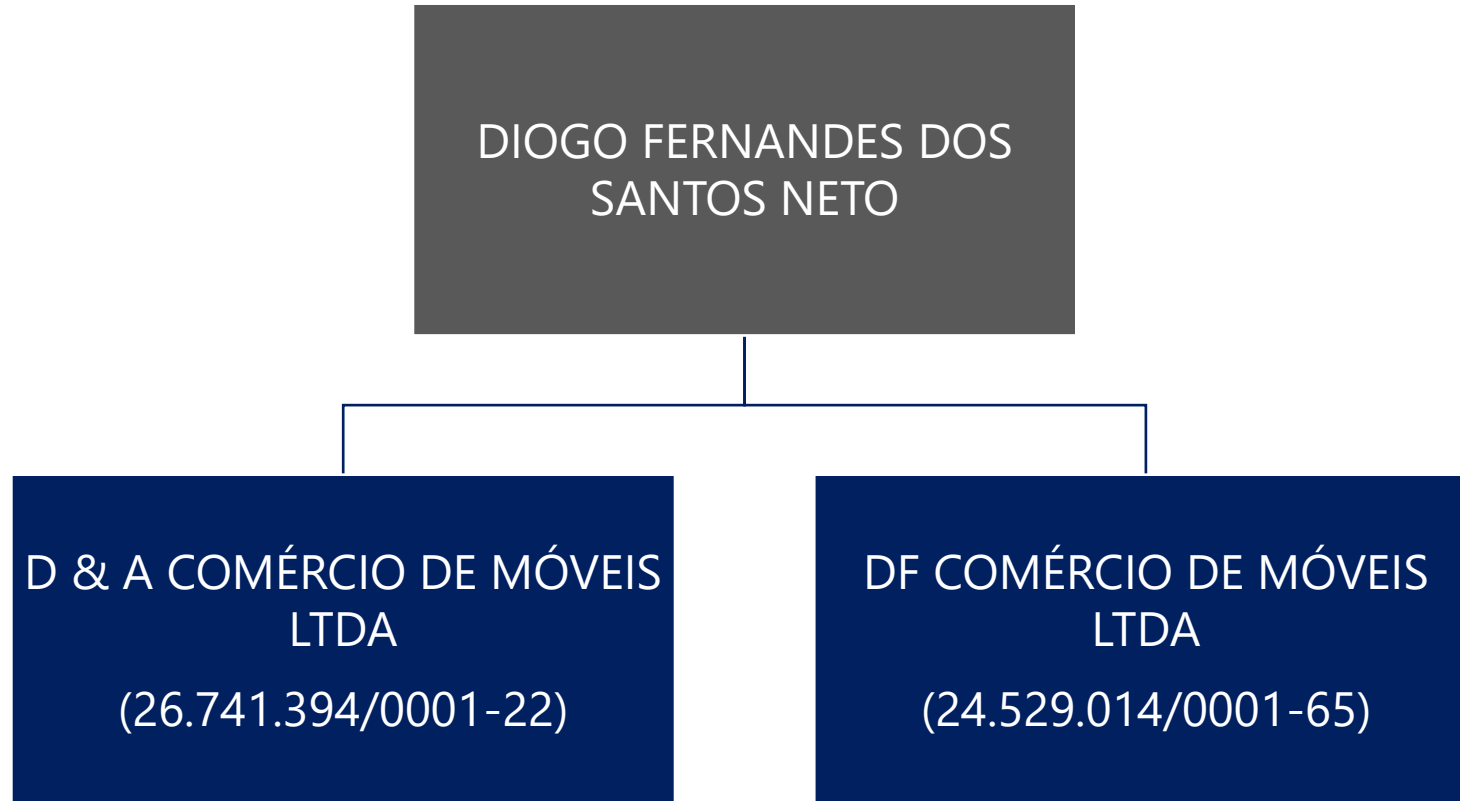 DIOGO FERNANDES DOS
SANTOS NETO
D & A COMÉRCIO DE MÓVEIS
LTDA
(26.741.394/0001-22)
DF COMÉRCIO DE MÓVEIS
LTDA
(24.529.014/0001-65)